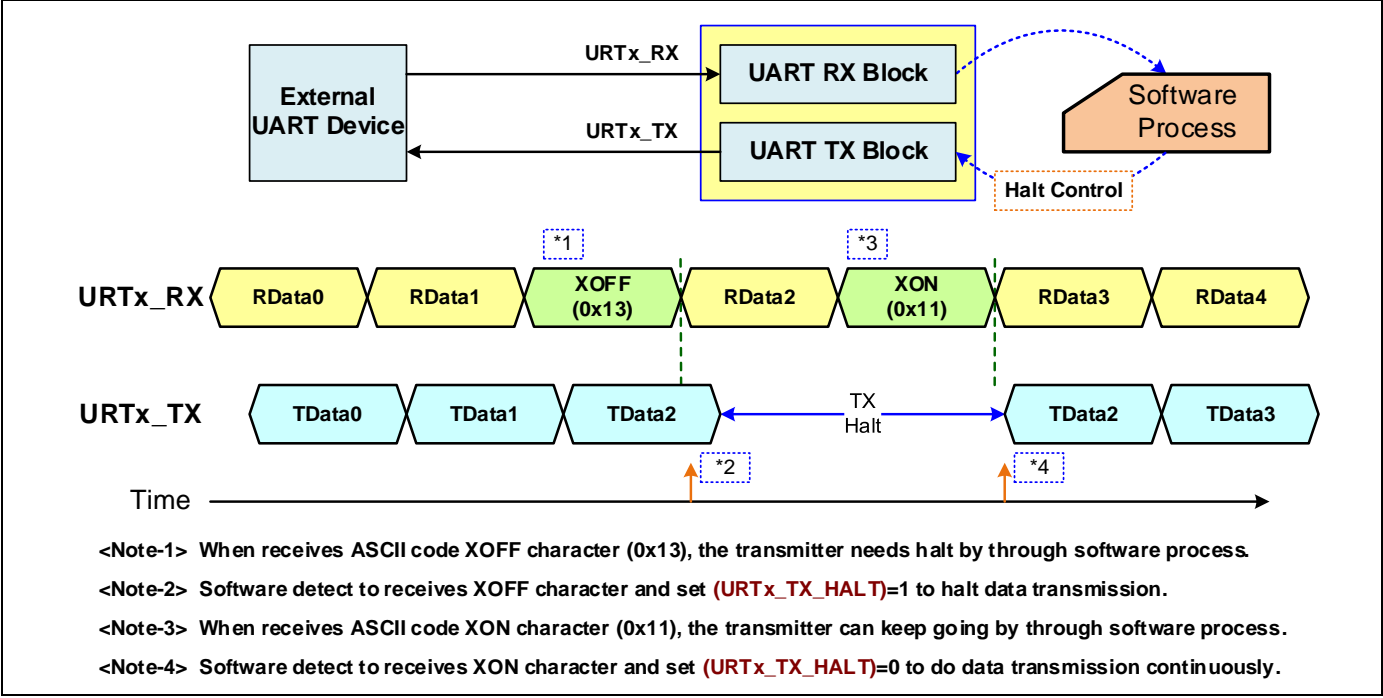 URTx_RX
UART RX Block
External
UART Device
Software
Process
URTx_TX
UART TX Block
Halt Control
*1
*3
URTx_RX
RData0
RData1
XOFF
(0x13)
RData2
XON
(0x11)
RData3
RData4
URTx_TX
TData0
TData1
TData2
TX
Halt
TData2
TData3
*2
*4
Time
<Note-1> When receives ASCII code XOFF character (0x13), the transmitter needs halt by through software process.
<Note-2> Software detect to receives XOFF character and set (URTx_TX_HALT)=1 to halt data transmission.
<Note-3> When receives ASCII code XON character (0x11), the transmitter can keep going by through software process.
<Note-4> Software detect to receives XON character and set (URTx_TX_HALT)=0 to do data transmission continuously.